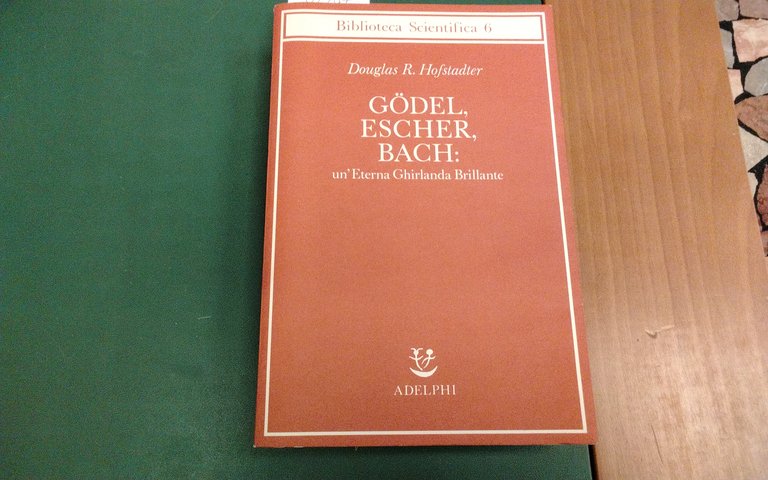 Biblioteca Scientifica 6
Douglas R. Hofstadter
GÖDEL,
ESCHER,
BACH:
un'Eterna Ghirlanda Brillante
ADELPHI